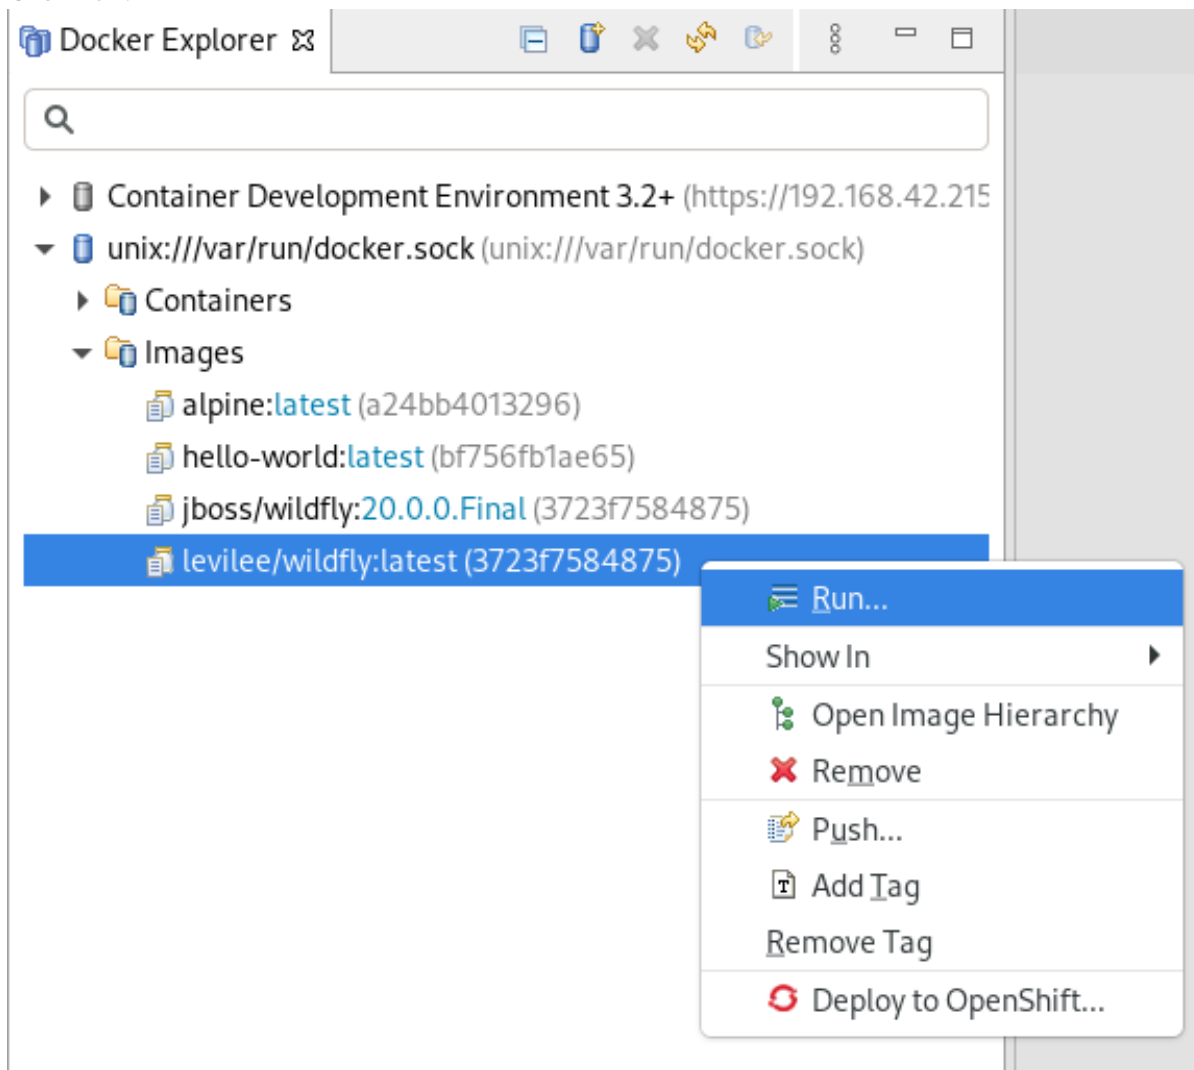 Docker Explorer
Container Development Environment 3.2+ (https://192.168.42.215
unix:///var/run/docker.sock (unix:///var/run/docker.sock)
Containers
Images
alpine:latest (a24bb4013296)
hello-world:latest (bf756fb1ae65)
jboss/wildfly:20.0.0.Final (3723f7584875)
levilee/wildfly:latest (3723f7584875)
Run...
Show In
Open Image Hierarchy
Remove
Push...
Add Tag
Remove Tag
Deploy to OpenShift...